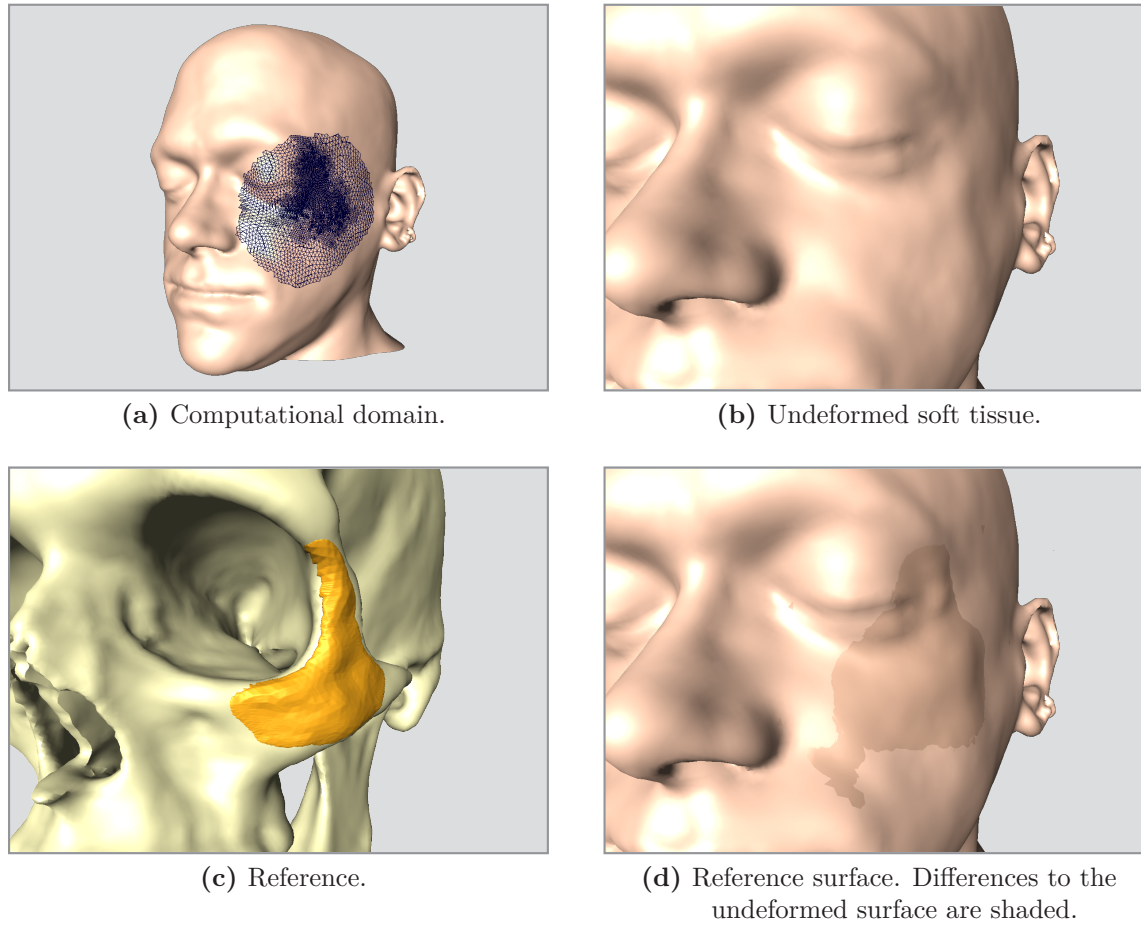 (a) Computational domain.
(b) Undeformed soft tissue.
(c) Reference.
(d) Reference surface. Differences to the
undeformed surface are shaded.